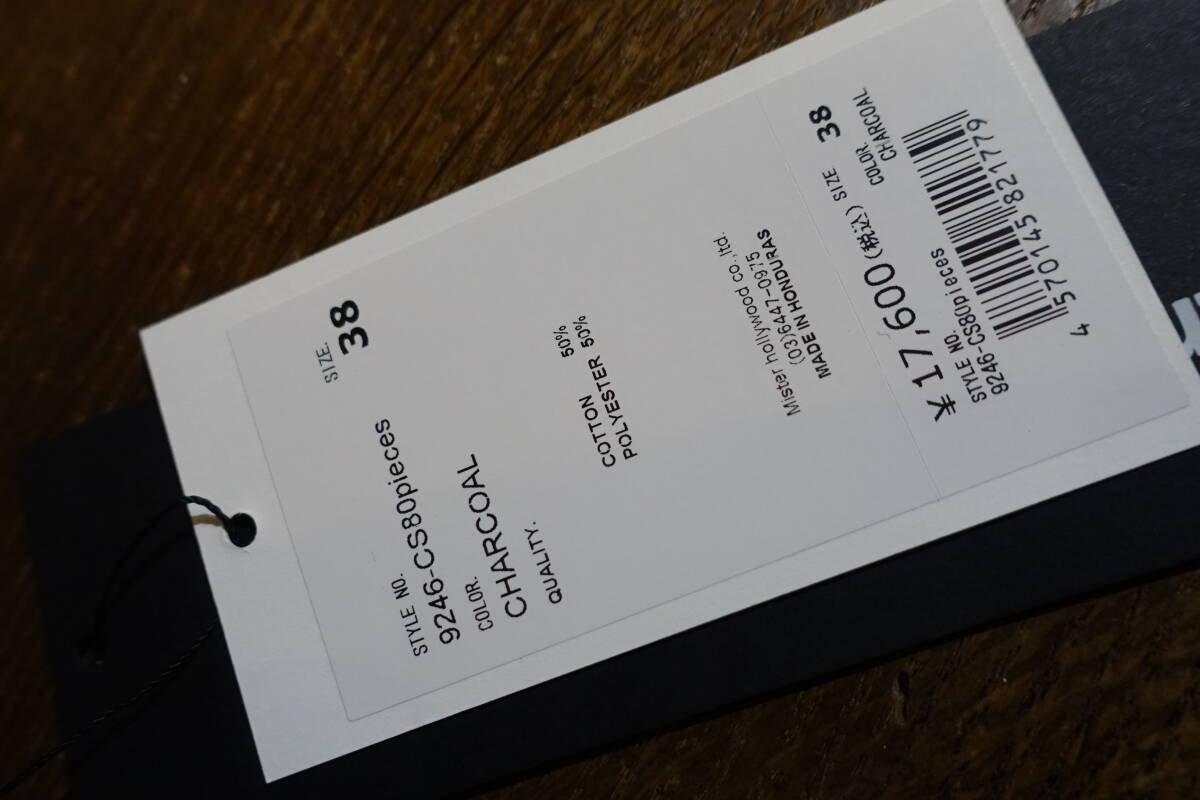 STYLE NO.
SIZE.
9246-CS80pieces
38
COLOR.
CHARCOAL
QUALITY.
COTTON 50%
POLYESTER 50%
Mister hollywood co.,ltd.
(03)6447-0975
MADE IN HONDURAS
¥17,600(税込) SIZE 38
STYLE NO.
COLOR.
9246-CS80pieces
CHARCOAL
4 570145 821779